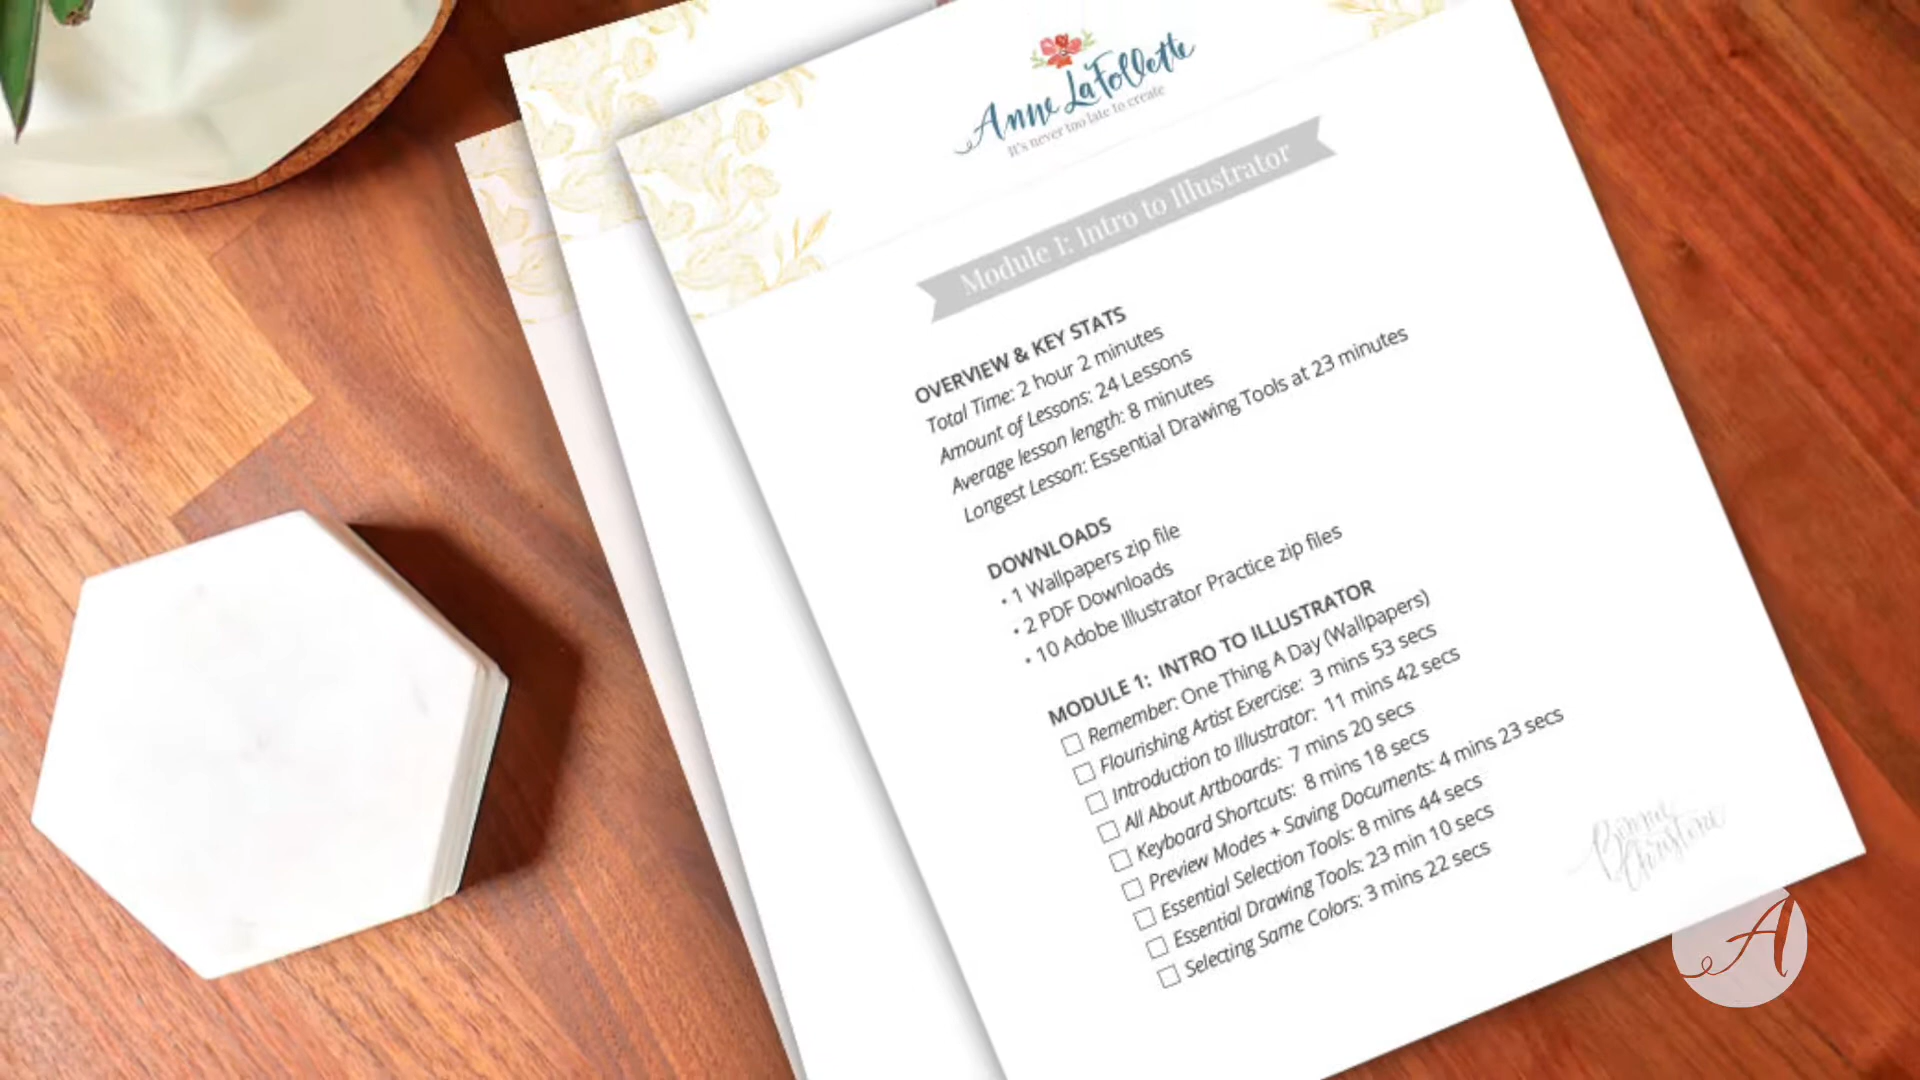 Anne LaFollette
It's never too late to create
Module 1: Intro to Illustrator
OVERVIEW & KEY STATS
Total Time: 2 hour 2 minutes
Amount of Lessons: 24 Lessons
Average lesson length: 8 minutes
Longest Lesson: Essential Drawing Tools at 23 minutes
DOWNLOADS
• 1 Wallpapers zip file
• 2 PDF Downloads
• 10 Adobe Illustrator Practice zip files
MODULE 1: INTRO TO ILLUSTRATOR
Remember: One Thing A Day (Wallpapers)
Flourishing Artist Exercise: 3 mins 53 secs
Introduction to Illustrator: 11 mins 42 secs
All About Artboards: 7 mins 20 secs
Keyboard Shortcuts: 8 mins 18 secs
Preview Modes + Saving Documents: 4 mins 23 secs
Essential Selection Tools: 8 mins 44 secs
Essential Drawing Tools: 23 min 10 secs
Selecting Same Colors: 3 mins 22 secs
Bonnie
Christine
A